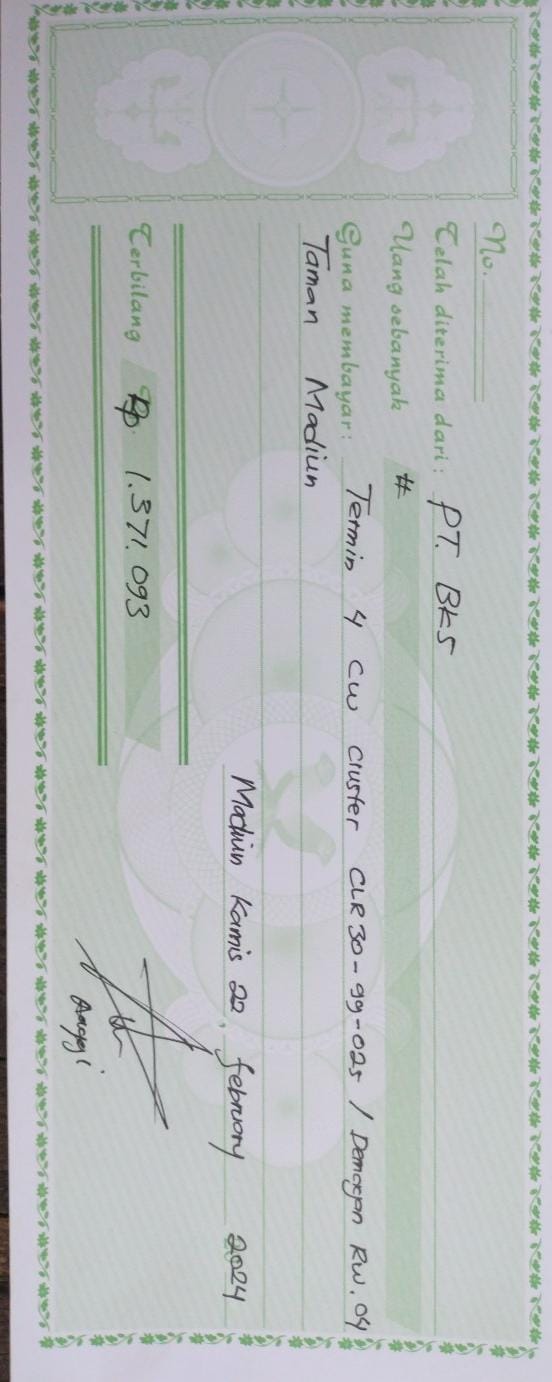 No.
Telah diterima dari : PT. BKS
Uang sebanyak #
Guna membayar: Termin 4 CW Cluster CLR 30-99-025 / Demagan RW. 04
Taman Madiun
Madiun Kamis 22, february 2024
Terbilang Rp 1.371.093
Anggi